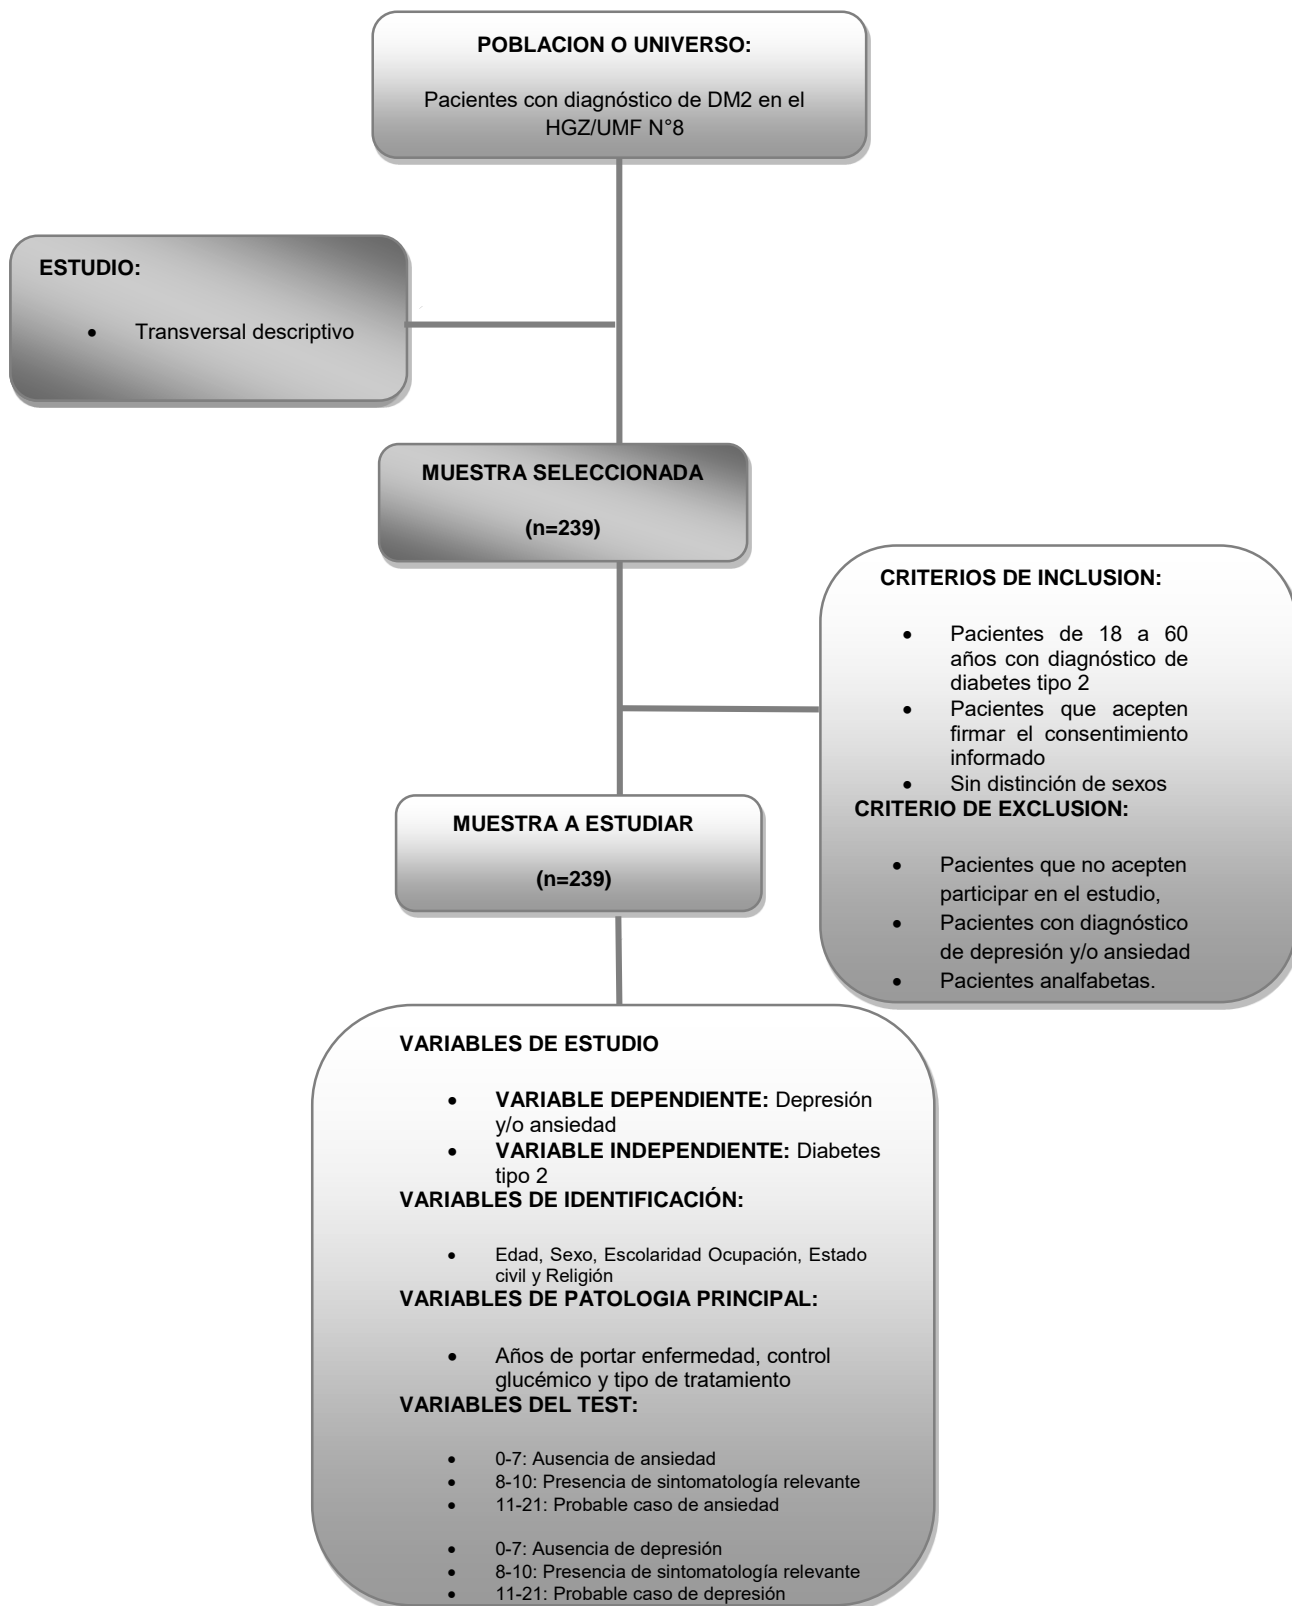 POBLACION O UNIVERSO:
Pacientes con diagnóstico de DM2 en el
HGZ/UMF N°8
ESTUDIO:
• Transversal descriptivo
MUESTRA SELECCIONADA
(n=239)
CRITERIOS DE INCLUSION:
• Pacientes de 18 a 60
años con diagnóstico de
diabetes tipo 2
• Pacientes que acepten
firmar el consentimiento
informado
• Sin distinción de sexos
CRITERIO DE EXCLUSION:
• Pacientes que no acepten
participar en el estudio,
• Pacientes con diagnóstico
de depresión y/o ansiedad
• Pacientes analfabetas.
MUESTRA A ESTUDIAR
(n=239)
VARIABLES DE ESTUDIO
• VARIABLE DEPENDIENTE: Depresión
y/o ansiedad
• VARIABLE INDEPENDIENTE: Diabetes
tipo 2
VARIABLES DE IDENTIFICACIÓN:
• Edad, Sexo, Escolaridad Ocupación, Estado
civil y Religión
VARIABLES DE PATOLOGIA PRINCIPAL:
• Años de portar enfermedad, control
glucémico y tipo de tratamiento
VARIABLES DEL TEST:
• 0-7: Ausencia de ansiedad
• 8-10: Presencia de sintomatología relevante
• 11-21: Probable caso de ansiedad
• 0-7: Ausencia de depresión
• 8-10: Presencia de sintomatología relevante
• 11-21: Probable caso de depresión